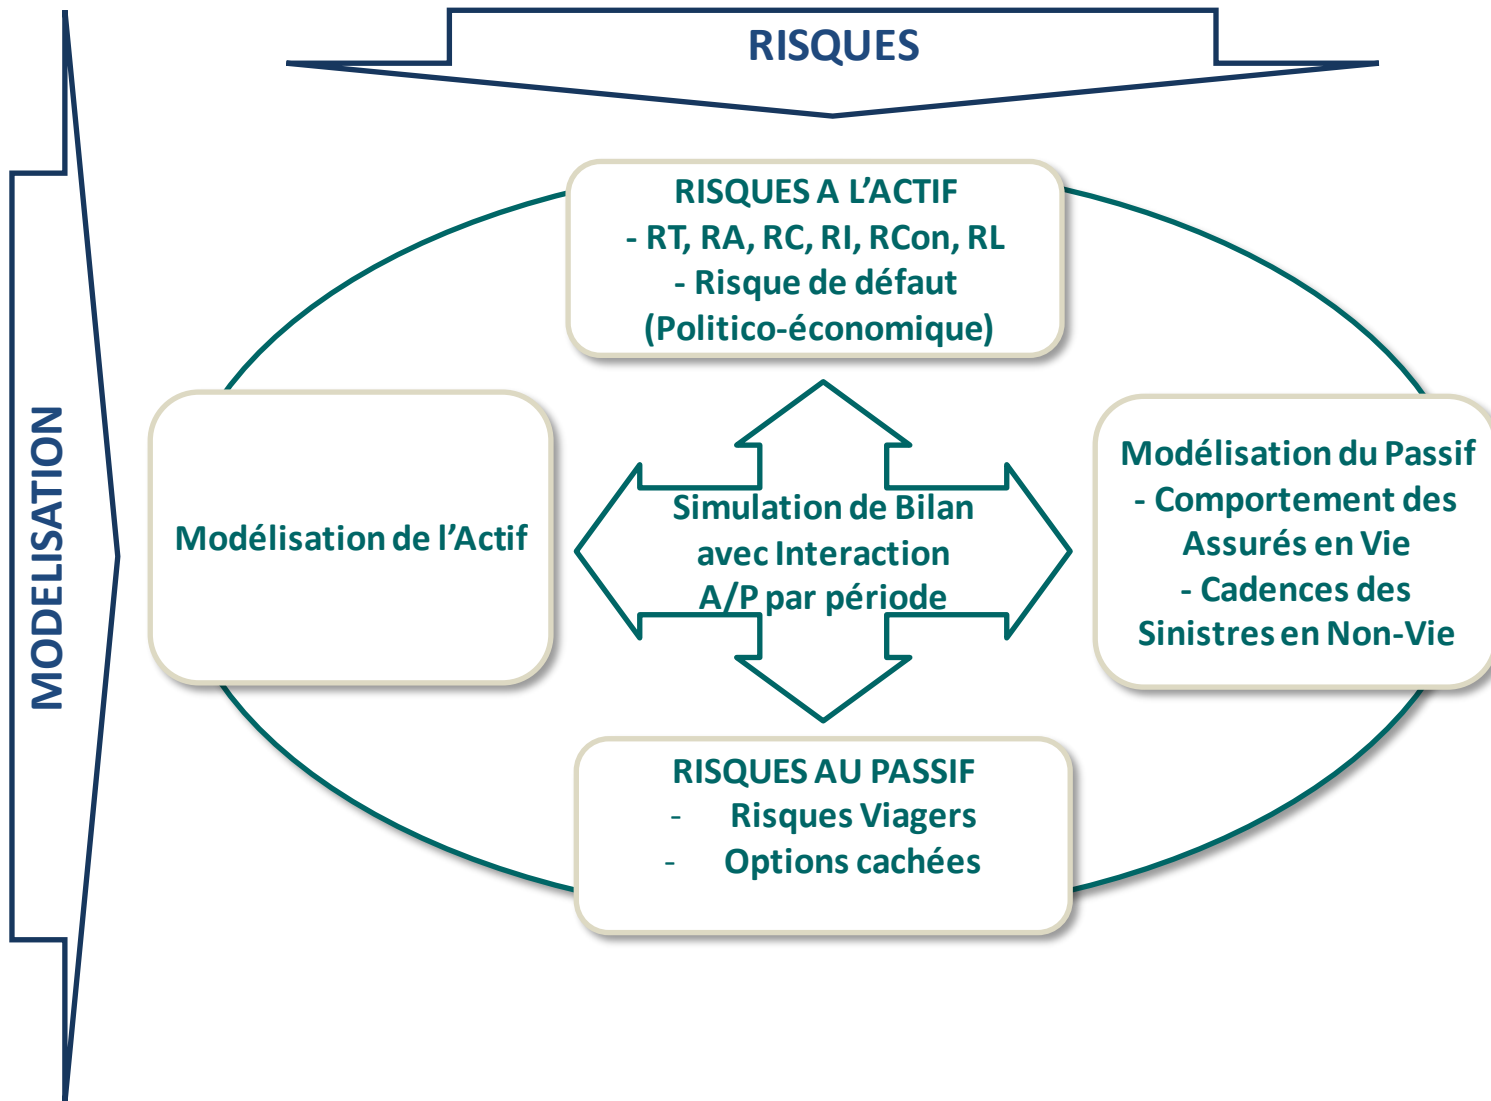 RISQUES
MODELISATION
RISQUES A L’ACTIF
- RT, RA, RC, RI, RCon, RL
- Risque de défaut
(Politico-économique)
Modélisation de l’Actif
Simulation de Bilan
avec Interaction
A/P par période
Modélisation du Passif
- Comportement des
Assurés en Vie
- Cadences des
Sinistres en Non-Vie
RISQUES AU PASSIF
- Risques Viagers
- Options cachées